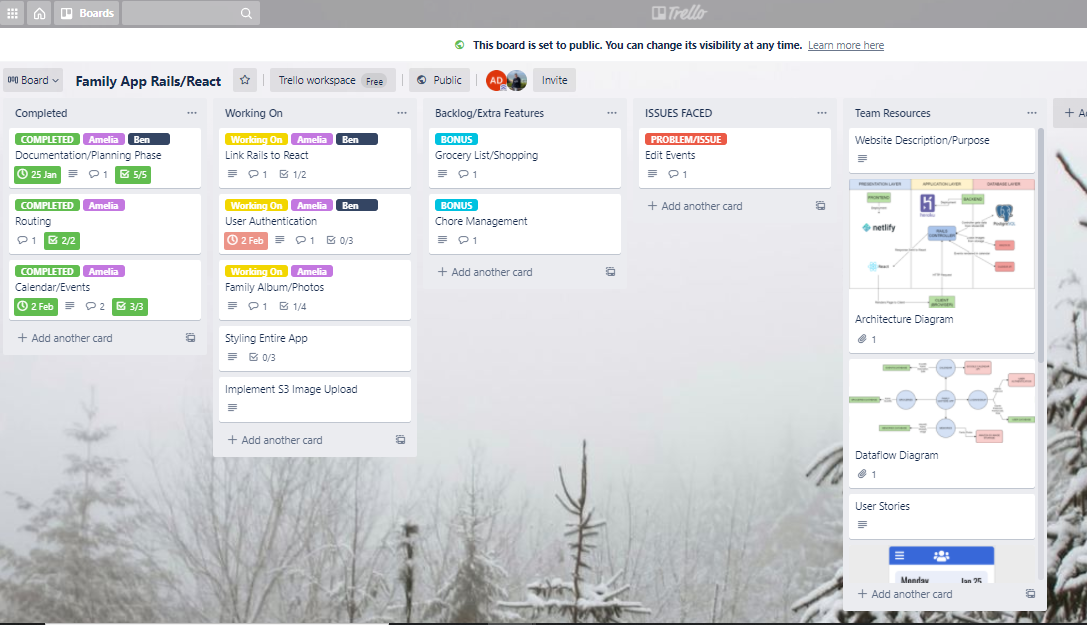 Boards
Trello
This board is set to public. You can change its visibility at any time. Learn more here
Board
Family App Rails/React
Trello workspace Free
Public
AD
Invite
Completed
COMPLETED Amelia Ben
Documentation/Planning Phase
25 Jan 1 5/5
COMPLETED Amelia
Routing
1 2/2
COMPLETED Amelia
Calendar/Events
2 Feb 2 3/3
+ Add another card
Working On
Working On Amelia Ben
Link Rails to React
1 1/2
Working On Amelia Ben
User Authentication
2 Feb 1 0/3
Working On Amelia
Family Album/Photos
1 1/4
Styling Entire App
0/3
Implement S3 Image Upload
+ Add another card
Backlog/Extra Features
BONUS
Grocery List/Shopping
1
BONUS
Chore Management
1
+ Add another card
ISSUES FACED
PROBLEM/ISSUE
Edit Events
1
+ Add another card
Team Resources
Website Description/Purpose
PRESENTATION LAYER APPLICATION LAYER DATABASE LAYER
FRONTEND
BACKEND
heroku
netlify
PostgreSQL
RAILS
CONTROLLER
React
CLIENT
(BROWSER)
Architecture Diagram
1
Dataflow Diagram
1
User Stories
Monday Jan 25
+ Add another card
+